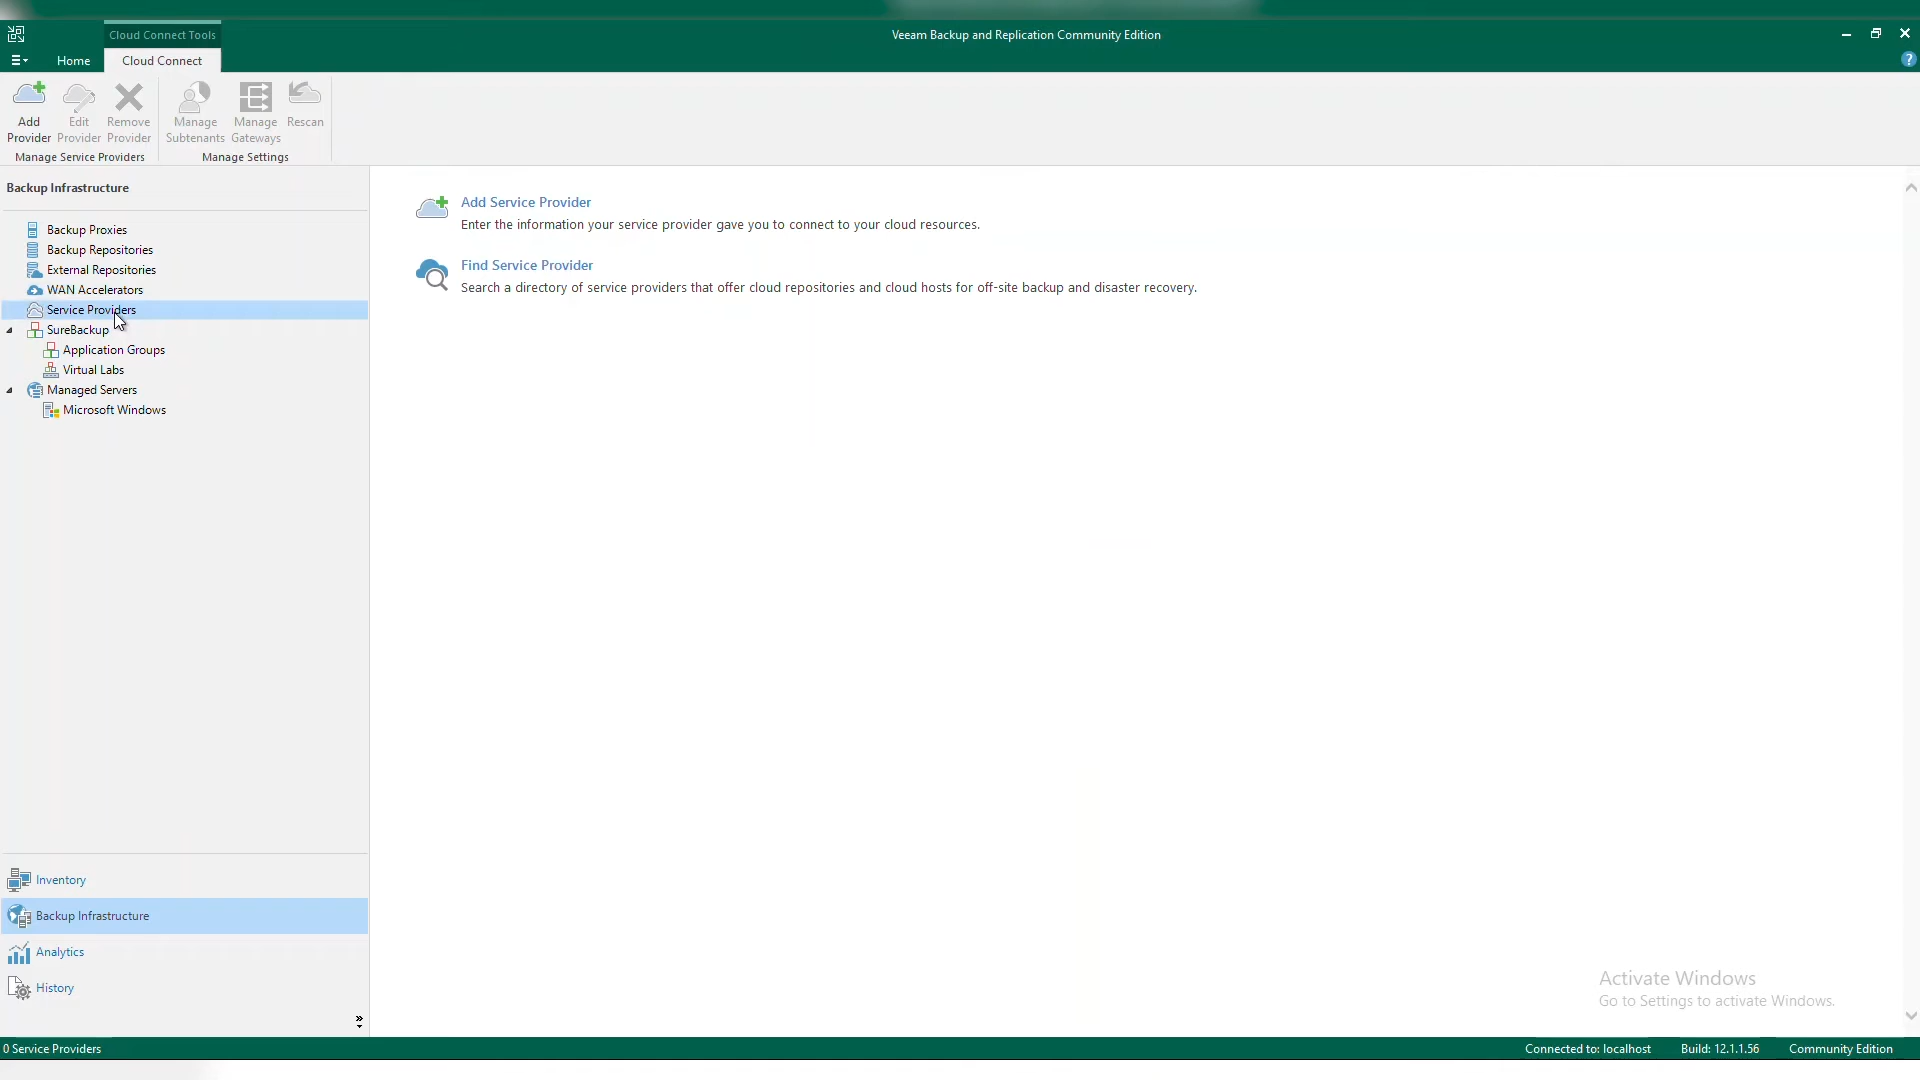 Cloud Connect Tools
Veeam Backup and Replication Community Edition
Home
Cloud Connect
?
Add Provider
Edit Provider
Remove Provider
Manage Subtenants
Manage Gateways
Rescan
Manage Service Providers
Manage Settings
Backup Infrastructure
Backup Proxies
Backup Repositories
External Repositories
WAN Accelerators
Service Providers
SureBackup
Application Groups
Virtual Labs
Managed Servers
Microsoft Windows
Add Service Provider
Enter the information your service provider gave you to connect to your cloud resources.
Find Service Provider
Search a directory of service providers that offer cloud repositories and cloud hosts for off-site backup and disaster recovery.
Inventory
Backup Infrastructure
Analytics
History
Activate Windows
Go to Settings to activate Windows.
0 Service Providers
Connected to: localhost
Build: 12.1.1.56
Community Edition